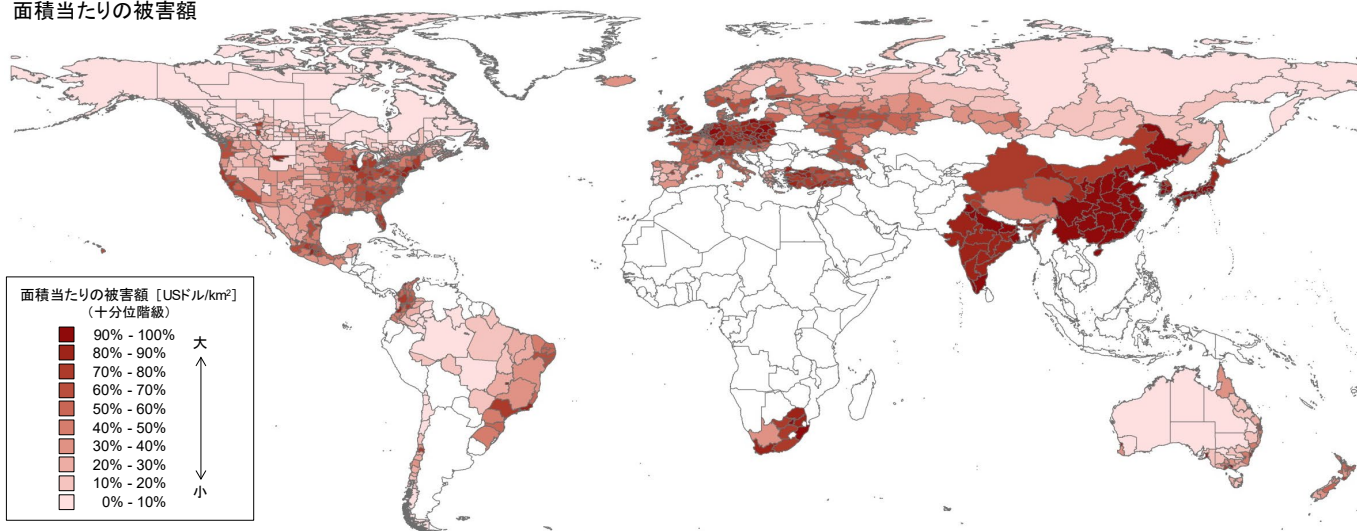 面積当たりの被害額
面積当たりの被害額 [USドル/km²]
(十分位階級)
90% - 100%
80% - 90%
70% - 80%
60% - 70%
50% - 60%
40% - 50%
30% - 40%
20% - 30%
10% - 20%
0% - 10%
大
小